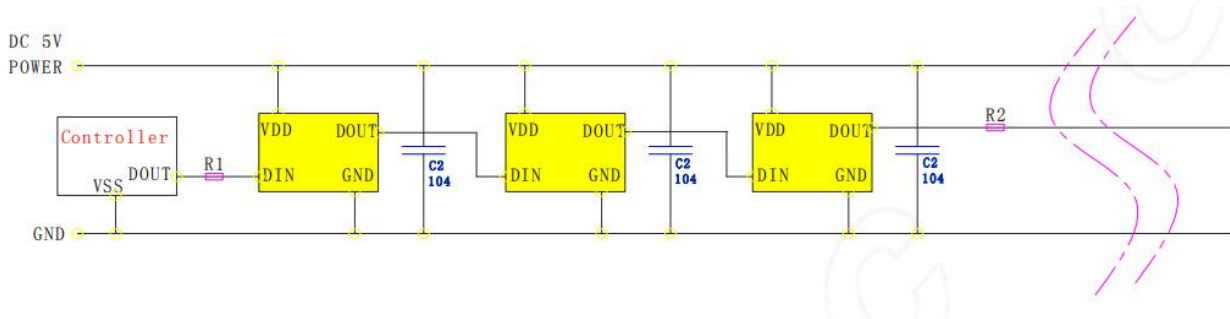 DC 5V
POWER
Controller
DOUT
VSS
R1
VDD
DOUT
DIN
GND
C2
104
VDD
DOUT
DIN
GND
C2
104
VDD
DOUT
DIN
GND
C2
104
R2
GND